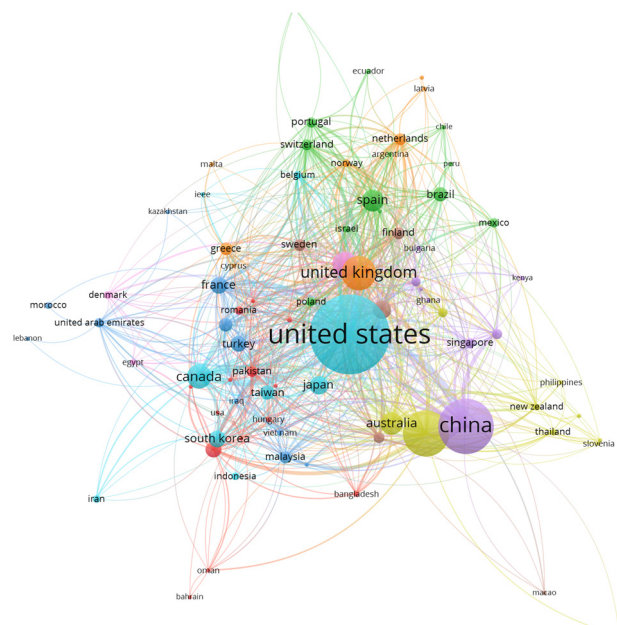 ecuador
latvia
portugal
chile
netherlands
switzerland
argentina
malta
norway
peru
belgium
ieee
spain
brazil
kazakhstan
mexico
israel
finland
sweden
greece
bulgaria
cyprus
united kingdom
kenya
france
denmark
ghana
poland
morocco
romania
united arab emirates
united states
lebanon
turkey
singapore
egypt
pakistan
canada
philippines
japan
taiwan
iraq
new zealand
usa
hungary
australia
china
vietnam
thailand
south korea
slovenia
malaysia
indonesia
bangladesh
iran
oman
macao
bahrain